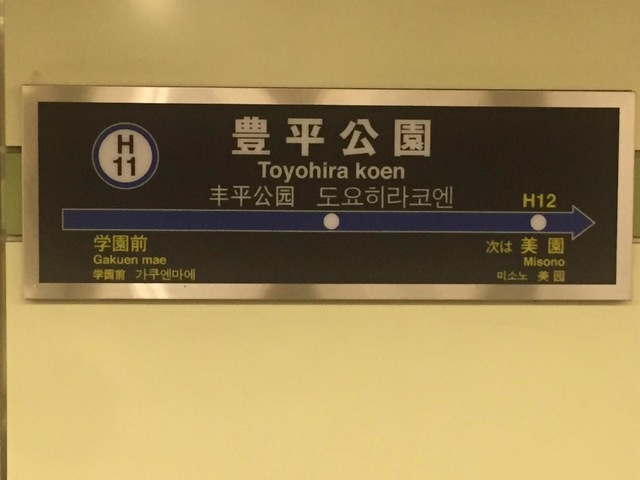 H
11
豊平公園
Toyohira koen
丰平公园 도요히라코엔
H12
学園前
Gakuen mae
学園前 가쿠엔마에
次は 美園
Misono
미소노 美园